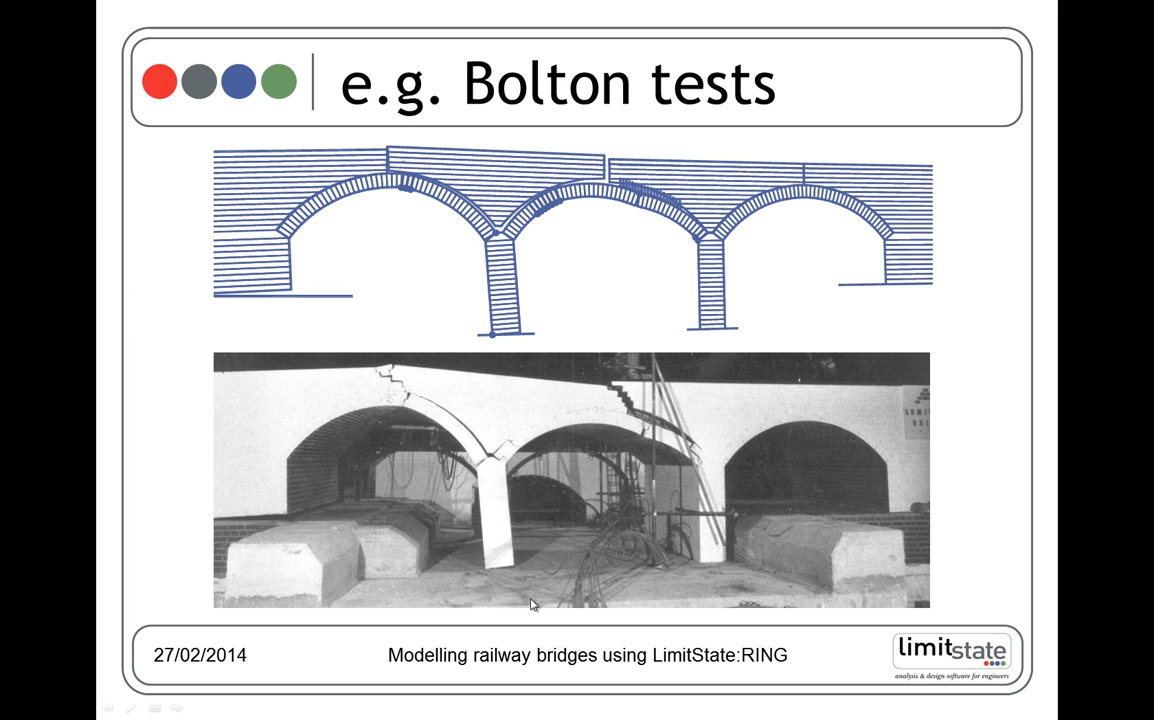 e.g. Bolton tests
27/02/2014
Modelling railway bridges using LimitState:RING
limitstate
analysis & design software for engineers